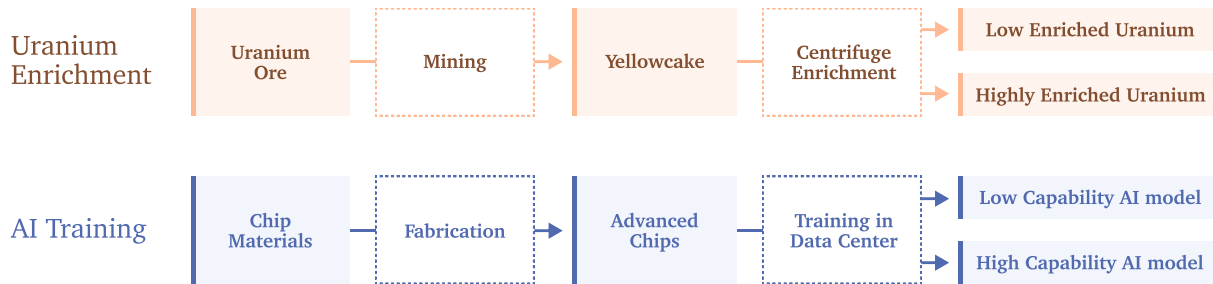 Uranium
Enrichment
Uranium
Ore
Mining
Yellowcake
Centrifuge
Enrichment
Low Enriched Uranium
Highly Enriched Uranium
AI Training
Chip
Materials
Fabrication
Advanced
Chips
Training in
Data Center
Low Capability AI model
High Capability AI model